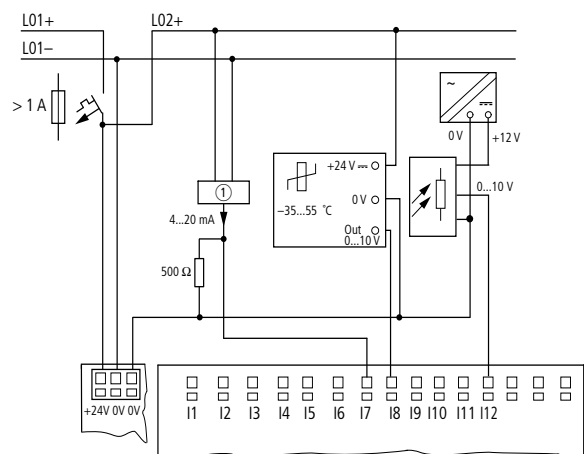 L01+
L02+
L01–
> 1 A
~
0 V
+12 V
+24 V
0 V
–35...55 °C
Out
0...10 V
0...10 V
1
4...20 mA
500 Ω
+24V 0V 0V
I1 I2 I3 I4 I5 I6 I7 I8 I9 I10 I11 I12